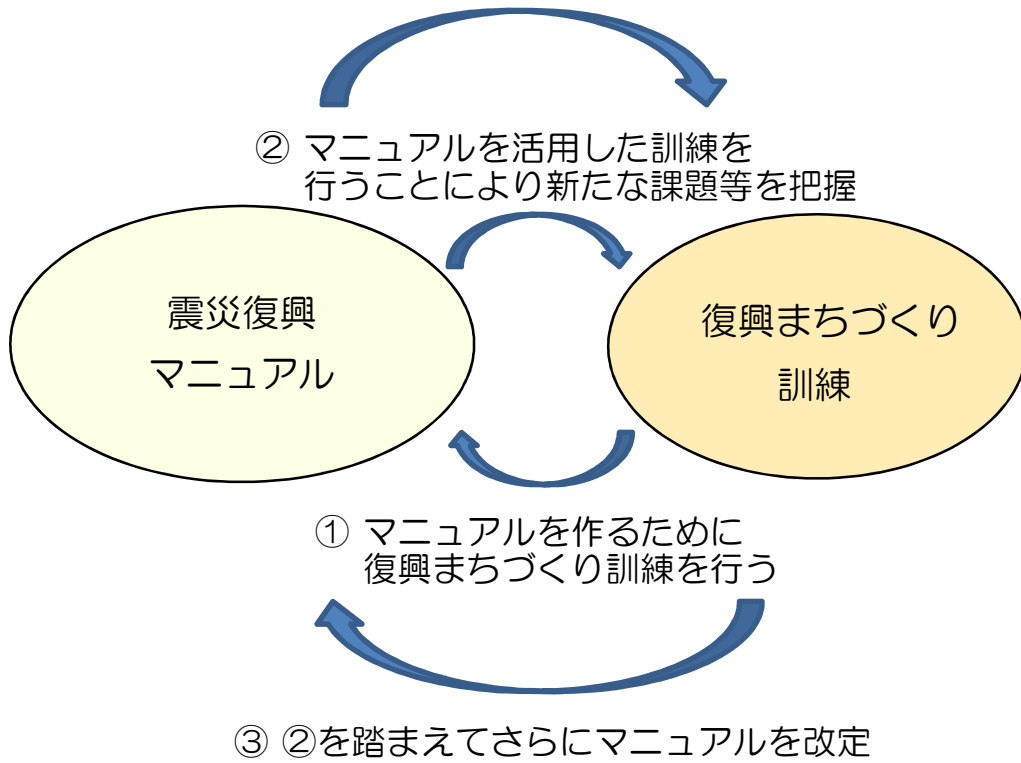 ② マニュアルを活用した訓練を
行うことにより新たな課題等を把握
震災復興
マニュアル
復興まちづくり
訓練
① マニュアルを作るために
復興まちづくり訓練を行う
③ ②を踏まえてさらにマニュアルを改定